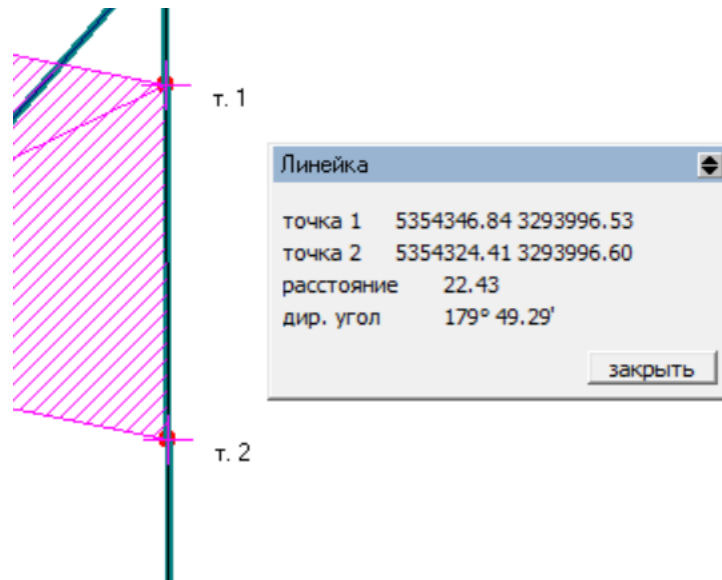 т. 1
Линейка
точка 1 5354346.84 3293996.53
точка 2 5354324.41 3293996.60
расстояние 22.43
дир. угол 179° 49.29'
закрыть
т. 2